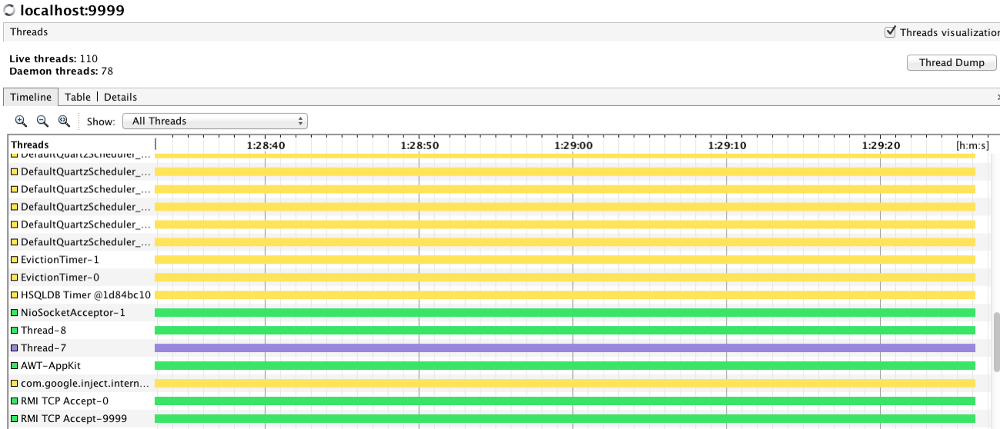 localhost:9999
Threads
Threads visualization
Live threads: 110
Daemon threads: 78
Thread Dump
Timeline Table Details
Show: All Threads
Threads 1:28:40 1:28:50 1:29:00 1:29:10 1:29:20 [h:m:s]
DefaultQuartzScheduler_...
DefaultQuartzScheduler_...
DefaultQuartzScheduler_...
DefaultQuartzScheduler_...
DefaultQuartzScheduler_...
DefaultQuartzScheduler_...
EvictionTimer-1
EvictionTimer-0
HSQLDB Timer @1d84bc10
NioSocketAcceptor-1
Thread-8
Thread-7
AWT-AppKit
com.google.inject.intern...
RMI TCP Accept-0
RMI TCP Accept-9999